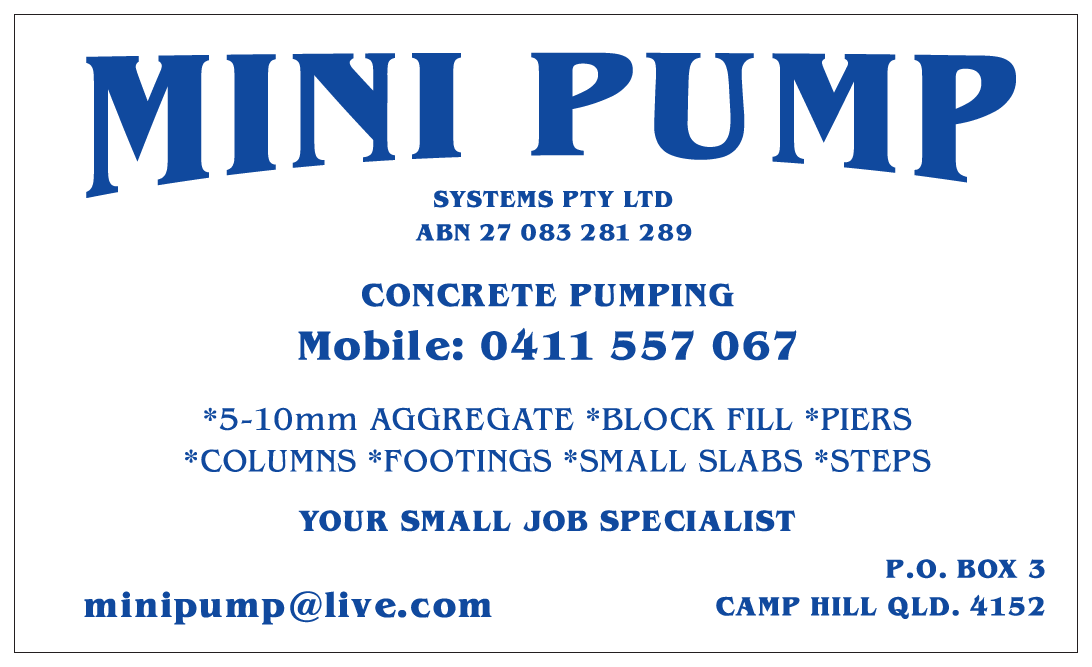 MINI PUMP
SYSTEMS PTY LTD
ABN 27 083 281 289
CONCRETE PUMPING
Mobile: 0411 557 067
*5-10mm AGGREGATE *BLOCK FILL *PIERS
*COLUMNS *FOOTINGS *SMALL SLABS *STEPS
YOUR SMALL JOB SPECIALIST
P.O. BOX 3
minipump@live.com CAMP HILL QLD. 4152